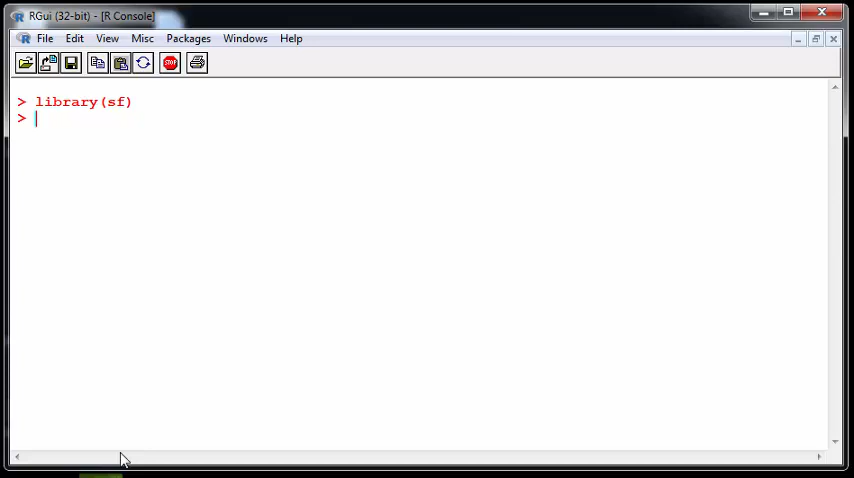 RGui (32-bit) - [R Console]
File Edit View Misc Packages Windows Help
STOP
> library(sf)
>